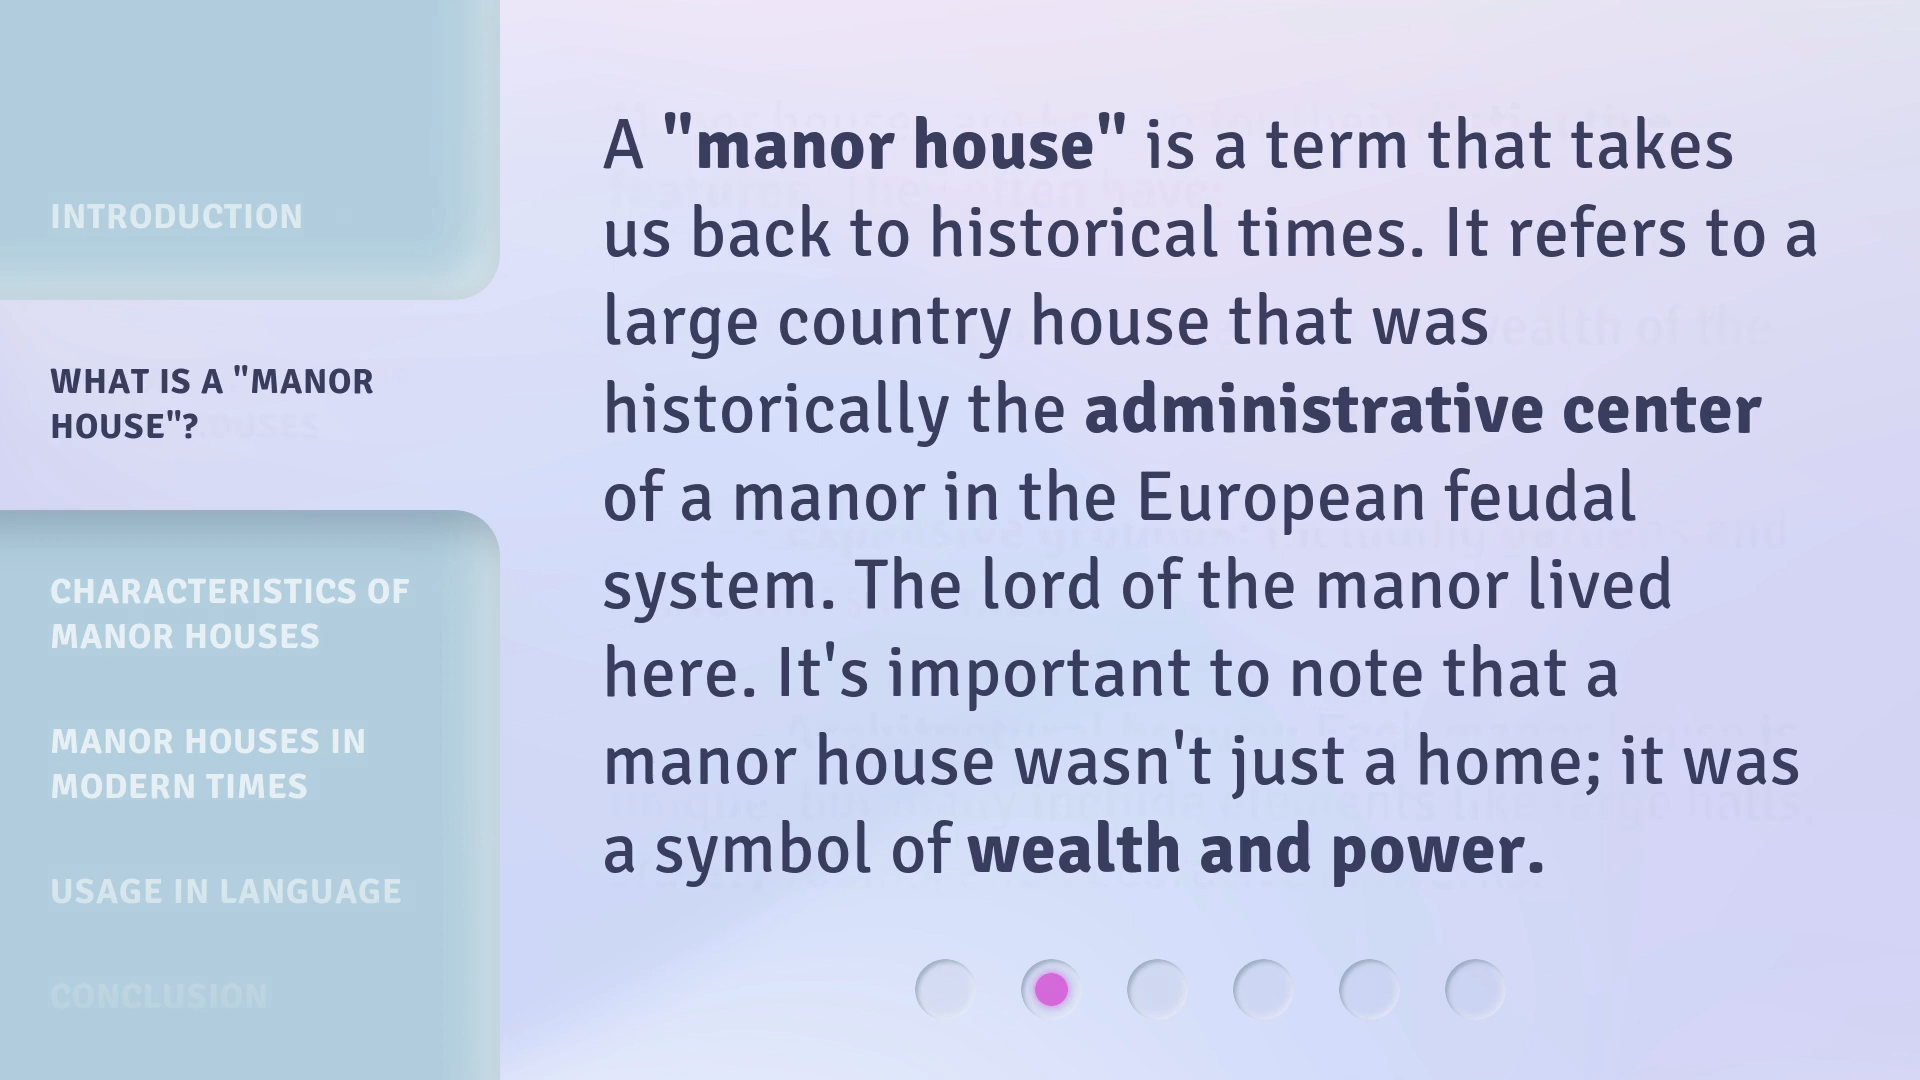 INTRODUCTION
WHAT IS A "MANOR
HOUSE"?
CHARACTERISTICS OF
MANOR HOUSES
MANOR HOUSES IN
MODERN TIMES
USAGE IN LANGUAGE
CONCLUSION
A "manor house" is a term that takes
us back to historical times. It refers to a
large country house that was
historically the administrative center
of a manor in the European feudal
system. The lord of the manor lived
here. It's important to note that a
manor house wasn't just a home; it was
a symbol of wealth and power.